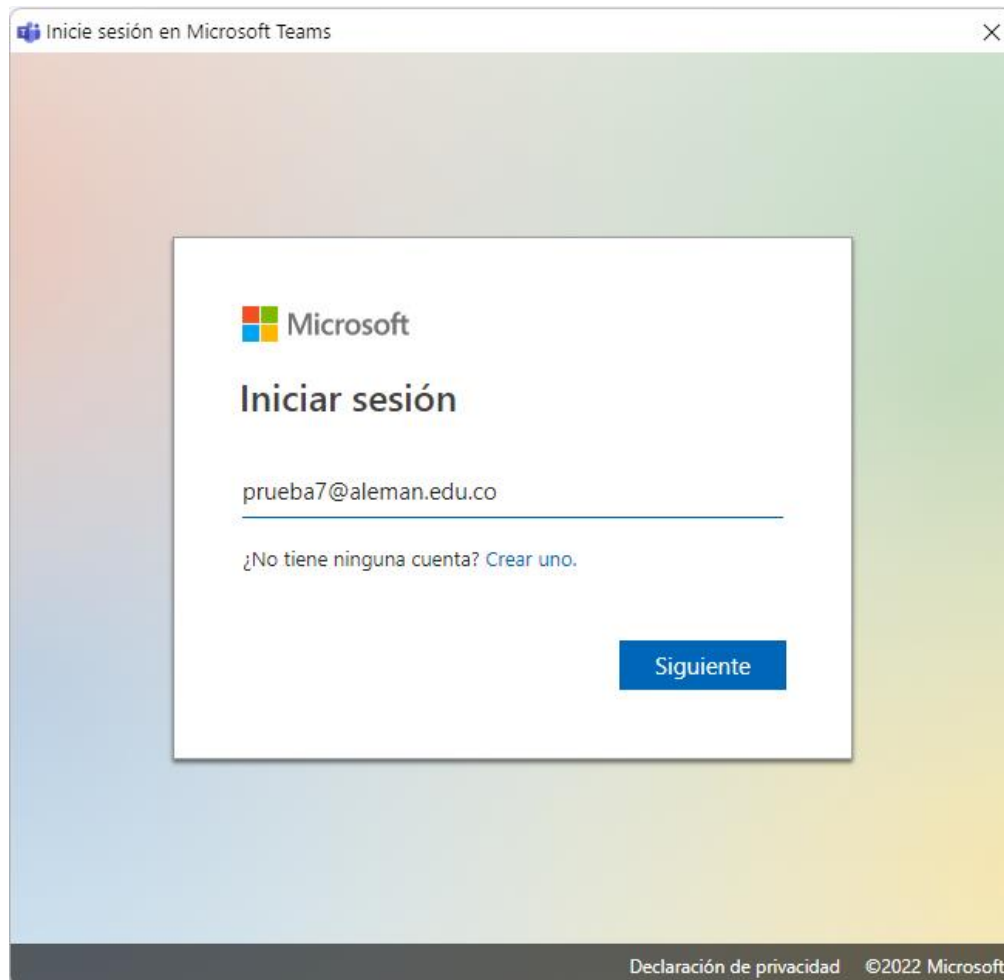 Inicie sesión en Microsoft Teams
Microsoft
Iniciar sesión
prueba7@aleman.edu.co
¿No tiene ninguna cuenta? Crear uno.
Siguiente
Declaración de privacidad ©2022 Microsoft